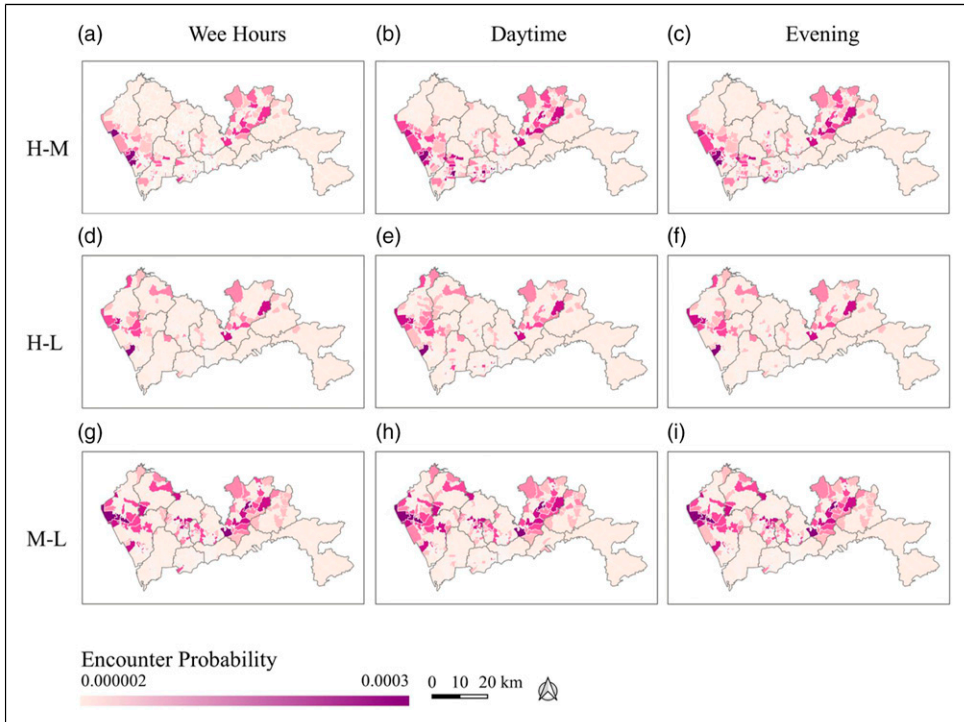 (a) Wee Hours (b) Daytime (c) Evening
H-M
(d) (e) (f)
H-L
(g) (h) (i)
M-L
Encounter Probability
0.000002 0.0003 0 10 20 km